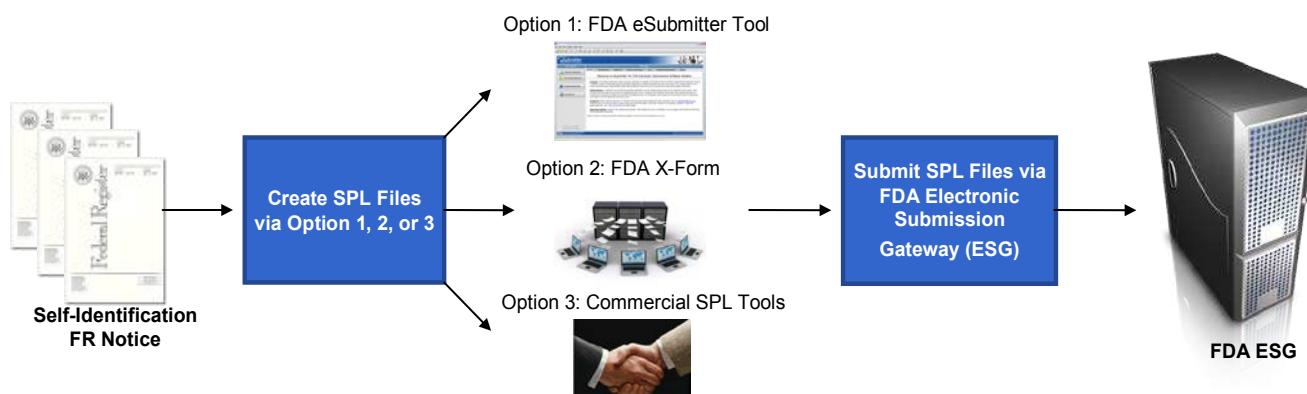 Option 1: FDA eSubmitter Tool
Federal Register
Self-Identification
FR Notice
Create SPL Files
via Option 1, 2, or 3
Option 2: FDA X-Form
Option 3: Commercial SPL Tools
Submit SPL Files via
FDA Electronic
Submission
Gateway (ESG)
FDA ESG